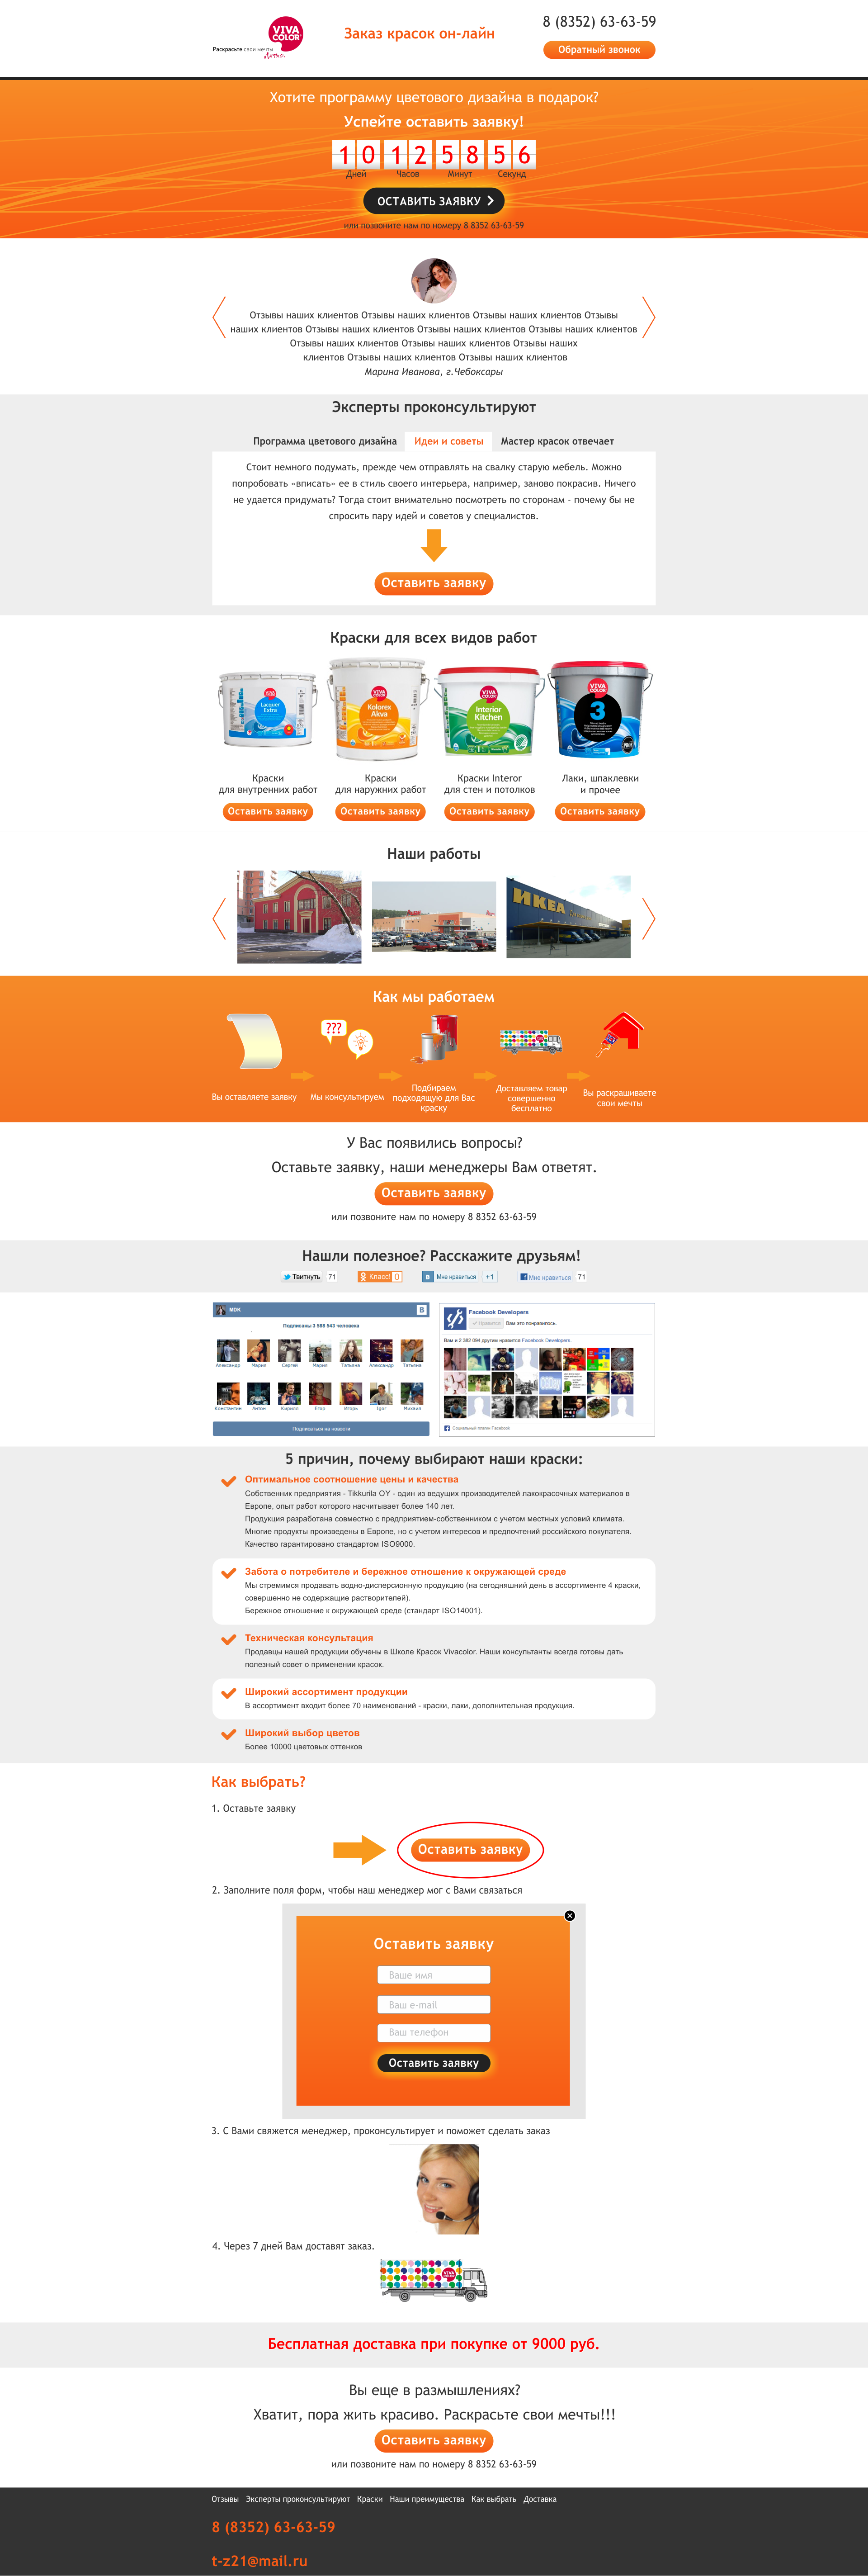 VIVA
COLOR
Раскрасьте свои мечты
Легко.
Заказ красок он-лайн
8 (8352) 63-63-59
Обратный звонок
Хотите программу цветового дизайна в подарок?
Успейте оставить заявку!
10 12 58 56
Дней Часов Минут Секунд
ОСТАВИТЬ ЗАЯВКУ
или позвоните нам по номеру 8 8352 63-63-59
Отзывы наших клиентов Отзывы наших клиентов Отзывы наших клиентов Отзывы
наших клиентов Отзывы наших клиентов Отзывы наших клиентов Отзывы наших клиентов
Отзывы наших клиентов Отзывы наших клиентов Отзывы наших
клиентов Отзывы наших клиентов Отзывы наших клиентов
Марина Иванова, г.Чебоксары
Эксперты проконсультируют
Программа цветового дизайна Идеи и советы Мастер красок отвечает
Стоит немного подумать, прежде чем отправлять на свалку старую мебель. Можно
попробовать «вписать» ее в стиль своего интерьера, например, заново покрасив. Ничего
не удается придумать? Тогда стоит внимательно посмотреть по сторонам - почему бы не
спросить пару идей и советов у специалистов.
Оставить заявку
Краски для всех видов работ
VIVA COLOR Lacquer Extra
VIVA COLOR Kolorex Akva
VIVA COLOR Interior Kitchen
VIVA COLOR 3
Краски
для внутренних работ
Оставить заявку
Краски
для наружних работ
Оставить заявку
Краски Interor
для стен и потолков
Оставить заявку
Лаки, шпаклевки
и прочее
Оставить заявку
Наши работы
ИКЕА
Как мы работаем
???
Вы оставляете заявку
Мы консультируем
Подбираем
подходящую для Вас
краску
Доставляем товар
совершенно
бесплатно
Вы раскрашиваете
свои мечты
У Вас появились вопросы?
Оставьте заявку, наши менеджеры Вам ответят.
Оставить заявку
или позвоните нам по номеру 8 8352 63-63-59
Нашли полезное? Расскажите друзьям!
Твитнуть 71 Класс! 0 В Мне нравиться +1 Мне нравиться 71
MDK B
Подписаны 3 588 543 человека
Александр Мария Сергей Мария Татьяна Александр Татьяна
Константин Антон Кирилл Егор Игорь Igor Михаил
Подписаться на новости
Facebook Developers
Нравится Вам это понравилось.
Вам и 2 382 094 другим нравится Facebook Developers.
Социальный плагин Facebook
5 причин, почему выбирают наши краски:
Оптимальное соотношение цены и качества
Собственник предприятия - Tikkurila OY - один из ведущих производителей лакокрасочных материалов в
Европе, опыт работ которого насчитывает более 140 лет.
Продукция разработана совместно с предприятием-собственником с учетом местных условий климата.
Многие продукты произведены в Европе, но с учетом интересов и предпочтений российского покупателя.
Качество гарантировано стандартом ISO9000.
Забота о потребителе и бережное отношение к окружающей среде
Мы стремимся продавать водно-дисперсионную продукцию (на сегодняшний день в ассортименте 4 краски,
совершенно не содержащие растворителей).
Бережное отношение к окружающей среде (стандарт ISO14001).
Техническая консультация
Продавцы нашей продукции обучены в Школе Красок Vivacolor. Наши консультанты всегда готовы дать
полезный совет о применении красок.
Широкий ассортимент продукции
В ассортимент входит более 70 наименований - краски, лаки, дополнительная продукция.
Широкий выбор цветов
Более 10000 цветовых оттенков
Как выбрать?
1. Оставьте заявку
Оставить заявку
2. Заполните поля форм, чтобы наш менеджер мог с Вами связаться
Оставить заявку
Ваше имя
Ваш e-mail
Ваш телефон
Оставить заявку
3. С Вами свяжется менеджер, проконсультирует и поможет сделать заказ
4. Через 7 дней Вам доставят заказ.
VIVA COLOR
Бесплатная доставка при покупке от 9000 руб.
Вы еще в размышлениях?
Хватит, пора жить красиво. Раскрасьте свои мечты!!!
Оставить заявку
или позвоните нам по номеру 8 8352 63-63-59
Отзывы Эксперты проконсультируют Краски Наши преимущества Как выбрать Доставка
8 (8352) 63-63-59
t-z21@mail.ru